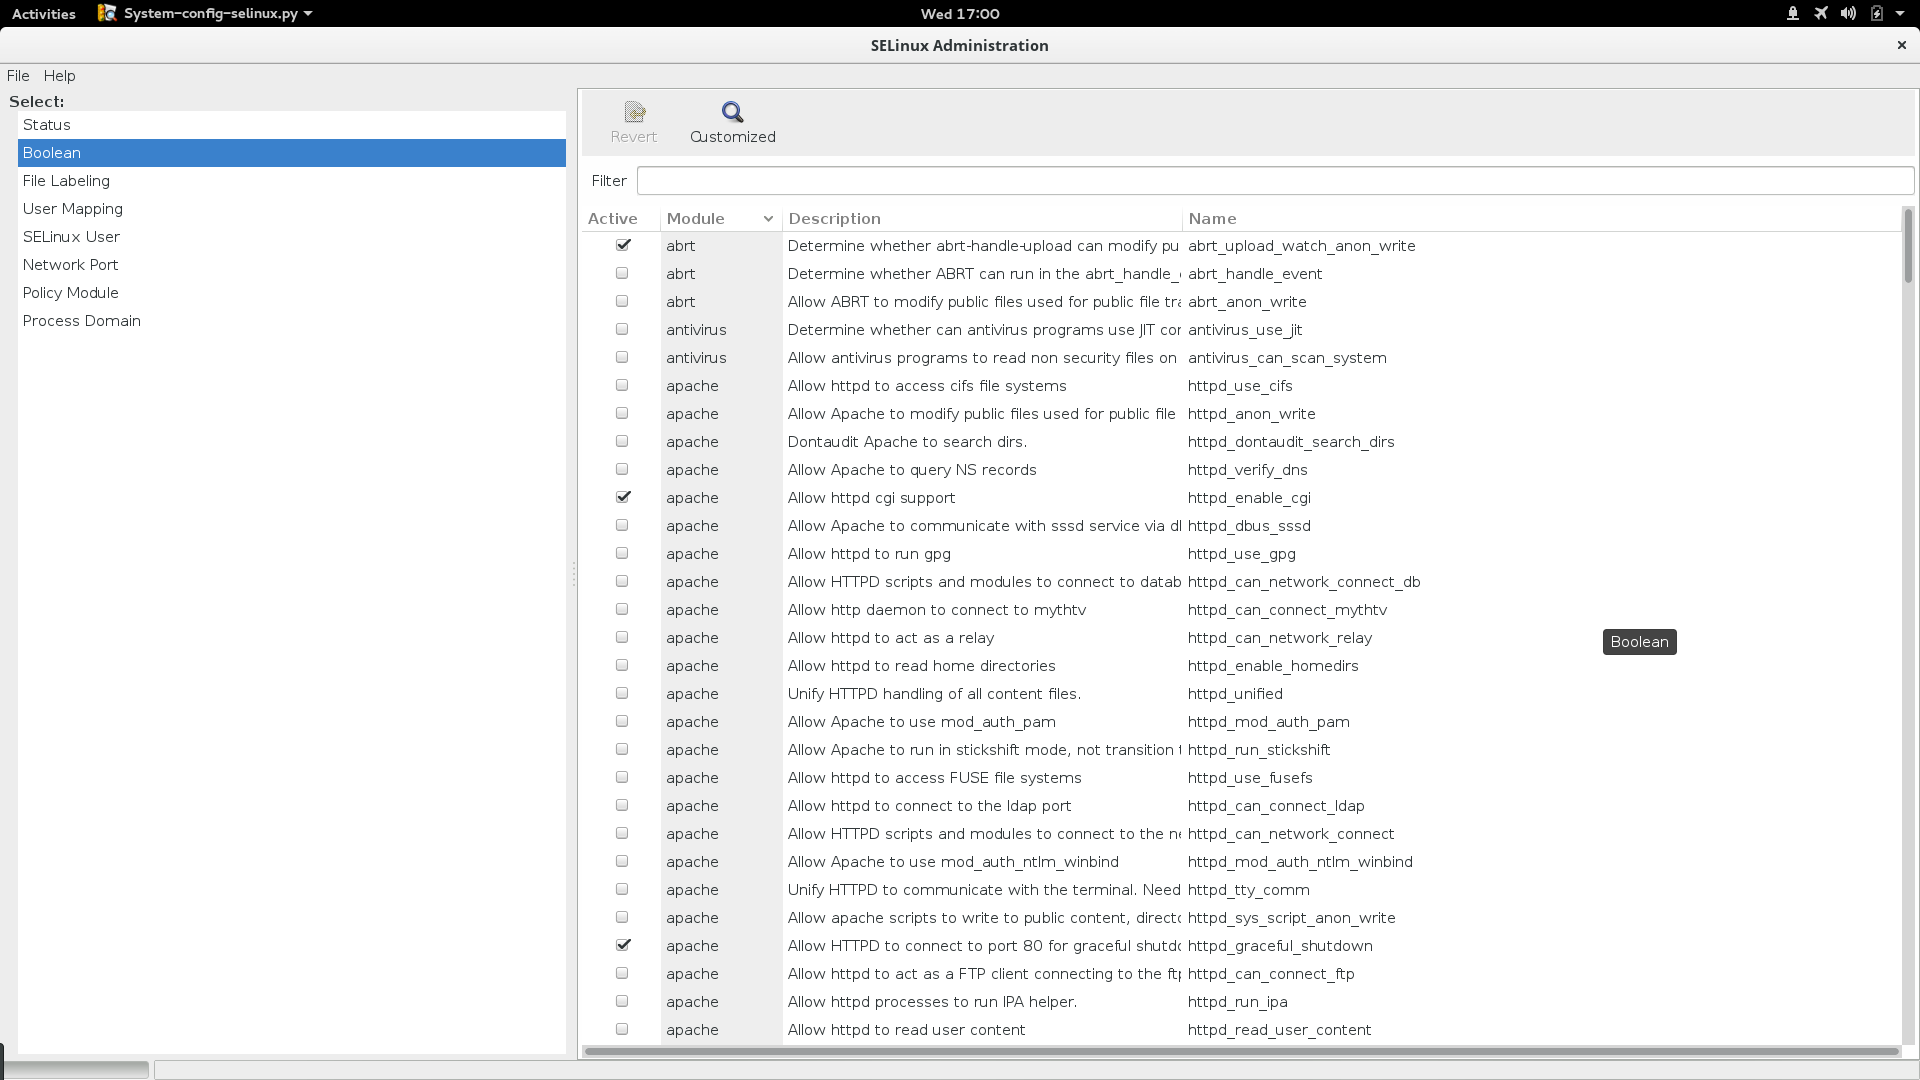 Activities System-config-selinux.py Wed 17:00
SELinux Administration
File Help
Select:
Status
Boolean
File Labeling
User Mapping
SELinux User
Network Port
Policy Module
Process Domain
Revert Customized
Filter
Active Module Description Name
abrt Determine whether abrt-handle-upload can modify pu abrt_upload_watch_anon_write
abrt Determine whether ABRT can run in the abrt_handle_ abrt_handle_event
abrt Allow ABRT to modify public files used for public file tra abrt_anon_write
antivirus Determine whether can antivirus programs use JIT cor antivirus_use_jit
antivirus Allow antivirus programs to read non security files on antivirus_can_scan_system
apache Allow httpd to access cifs file systems httpd_use_cifs
apache Allow Apache to modify public files used for public file httpd_anon_write
apache Dontaudit Apache to search dirs. httpd_dontaudit_search_dirs
apache Allow Apache to query NS records httpd_verify_dns
apache Allow httpd cgi support httpd_enable_cgi
apache Allow Apache to communicate with sssd service via dl httpd_dbus_sssd
apache Allow httpd to run gpg httpd_use_gpg
apache Allow HTTPD scripts and modules to connect to datab httpd_can_network_connect_db
apache Allow http daemon to connect to mythtv httpd_can_connect_mythtv
apache Allow httpd to act as a relay httpd_can_network_relay
Boolean
apache Allow httpd to read home directories httpd_enable_homedirs
apache Unify HTTPD handling of all content files. httpd_unified
apache Allow Apache to use mod_auth_pam httpd_mod_auth_pam
apache Allow Apache to run in stickshift mode, not transition httpd_run_stickshift
apache Allow httpd to access FUSE file systems httpd_use_fusefs
apache Allow httpd to connect to the ldap port httpd_can_connect_ldap
apache Allow HTTPD scripts and modules to connect to the ne httpd_can_network_connect
apache Allow Apache to use mod_auth_ntlm_winbind httpd_mod_auth_ntlm_winbind
apache Unify HTTPD to communicate with the terminal. Need httpd_tty_comm
apache Allow apache scripts to write to public content, directo httpd_sys_script_anon_write
apache Allow HTTPD to connect to port 80 for graceful shutdo httpd_graceful_shutdown
apache Allow httpd to act as a FTP client connecting to the ftp httpd_can_connect_ftp
apache Allow httpd processes to run IPA helper. httpd_run_ipa
apache Allow httpd to read user content httpd_read_user_content